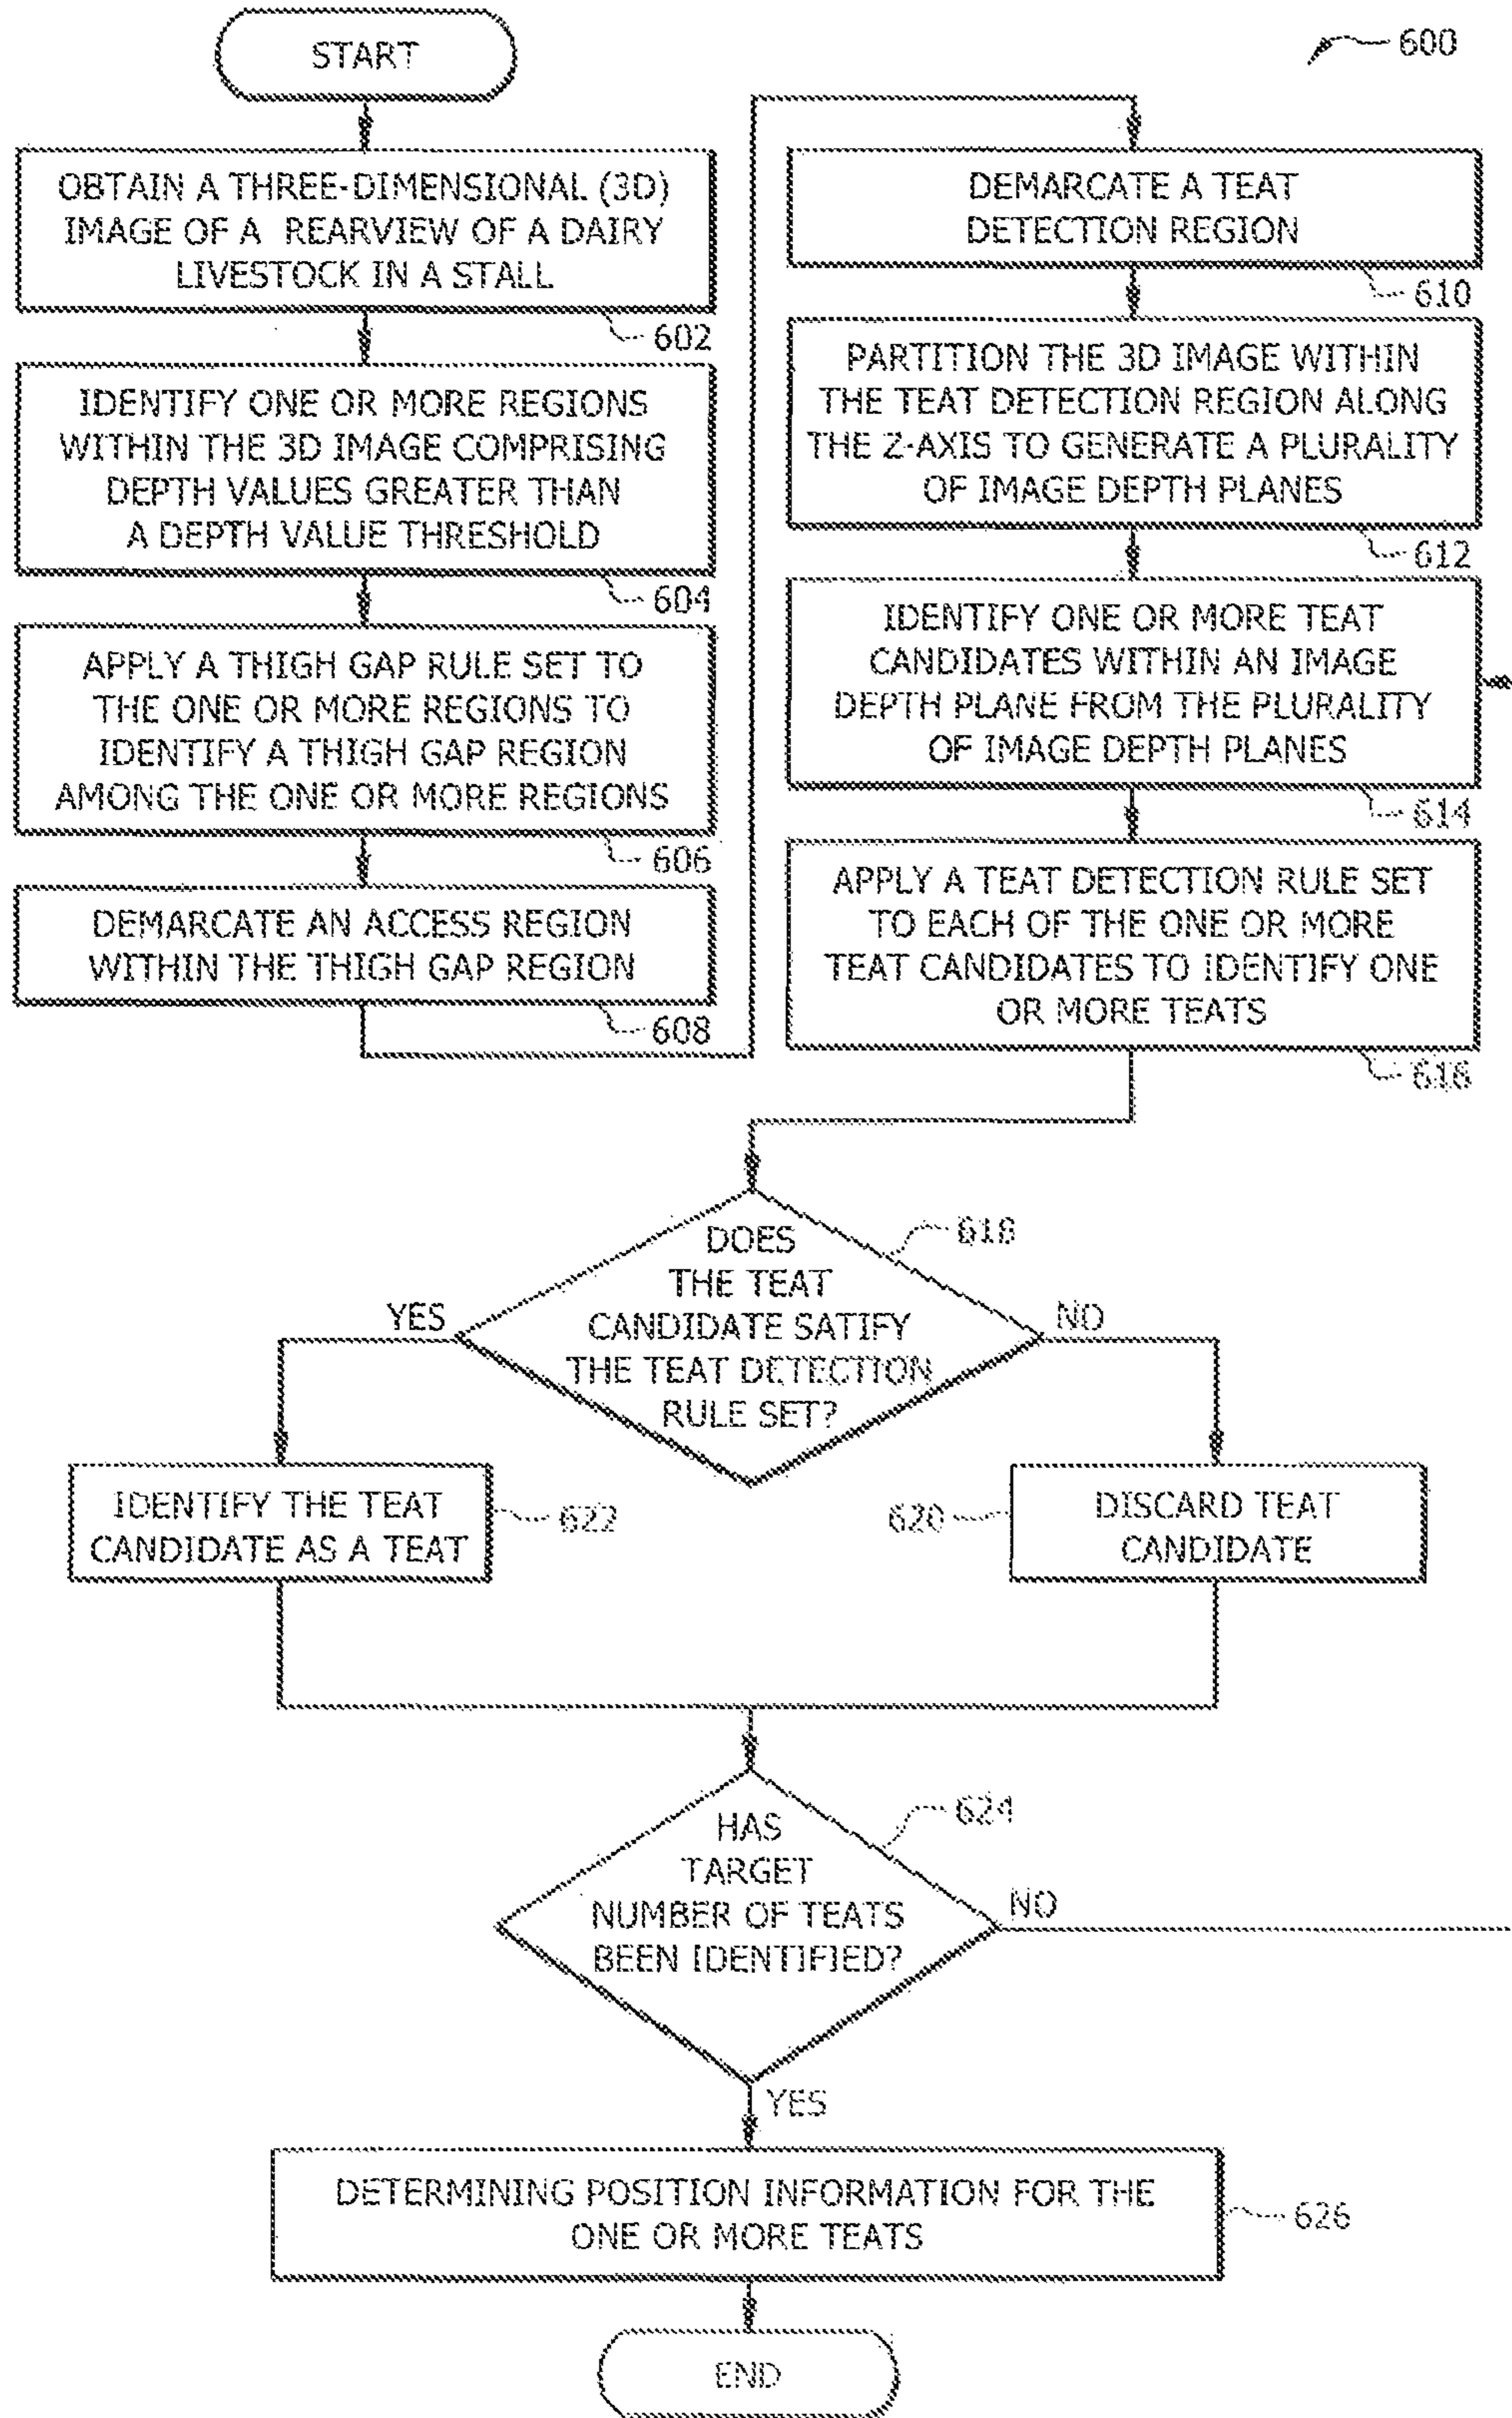 START
600
OBTAIN A THREE-DIMENSIONAL (3D)
IMAGE OF A REARVIEW OF A DAIRY
LIVESTOCK IN A STALL
602
IDENTIFY ONE OR MORE REGIONS
WITHIN THE 3D IMAGE COMPRISING
DEPTH VALUES GREATER THAN
A DEPTH VALUE THRESHOLD
604
APPLY A THIGH GAP RULE SET TO
THE ONE OR MORE REGIONS TO
IDENTIFY A THIGH GAP REGION
AMONG THE ONE OR MORE REGIONS
606
DEMARCATE AN ACCESS REGION
WITHIN THE THIGH GAP REGION
608
DEMARCATE A TEAT
DETECTION REGION
610
PARTITION THE 3D IMAGE WITHIN
THE TEAT DETECTION REGION ALONG
THE Z-AXIS TO GENERATE A PLURALITY
OF IMAGE DEPTH PLANES
612
IDENTIFY ONE OR MORE TEAT
CANDIDATES WITHIN AN IMAGE
DEPTH PLANE FROM THE PLURALITY
OF IMAGE DEPTH PLANES
614
APPLY A TEAT DETECTION RULE SET
TO EACH OF THE ONE OR MORE
TEAT CANDIDATES TO IDENTIFY ONE
OR MORE TEATS
616
DOES
THE TEAT
CANDIDATE SATIFY
THE TEAT DETECTION
RULE SET?
618
YES
NO
IDENTIFY THE TEAT
CANDIDATE AS A TEAT
622
620
DISCARD TEAT
CANDIDATE
HAS
TARGET
NUMBER OF TEATS
BEEN IDENTIFIED?
624
NO
YES
DETERMINING POSITION INFORMATION FOR THE
ONE OR MORE TEATS
626
END